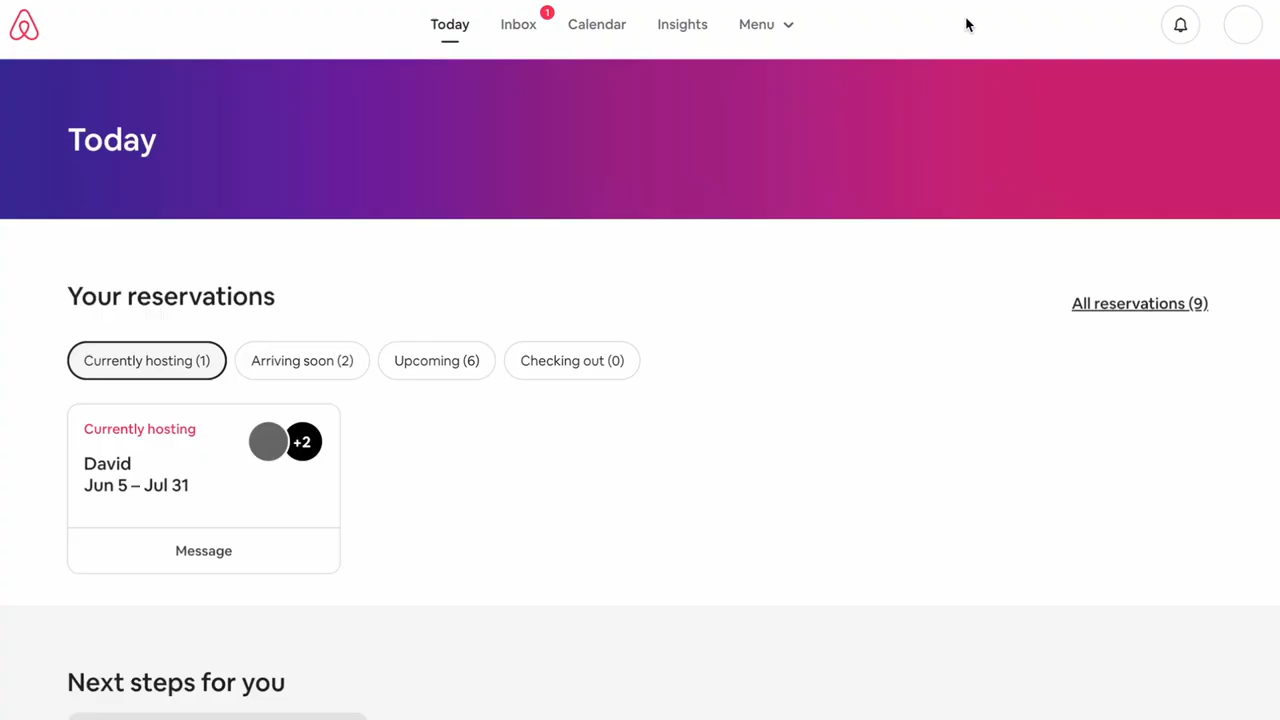 Today
Inbox
1
Calendar
Insights
Menu
Today
Your reservations
All reservations (9)
Currently hosting (1)
Arriving soon (2)
Upcoming (6)
Checking out (0)
Currently hosting
+2
David
Jun 5 – Jul 31
Message
Next steps for you